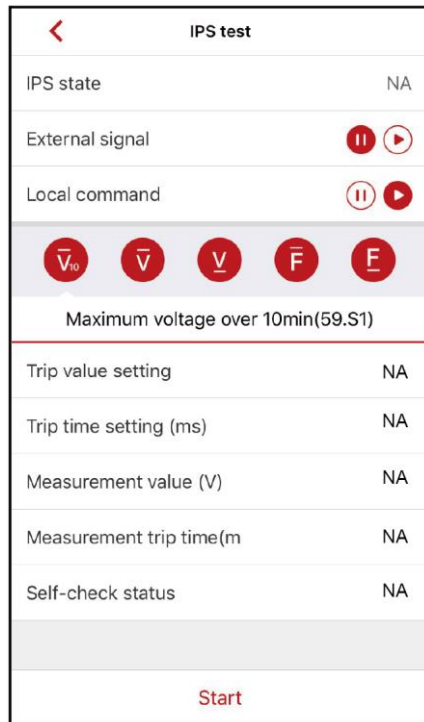 IPS test
IPS state NA
External signal
Local command
V̅₁₀ V̅ V̲ F̅ F̲
Maximum voltage over 10min(59.S1)
Trip value setting NA
Trip time setting (ms) NA
Measurement value (V) NA
Measurement trip time(m NA
Self-check status NA
Start